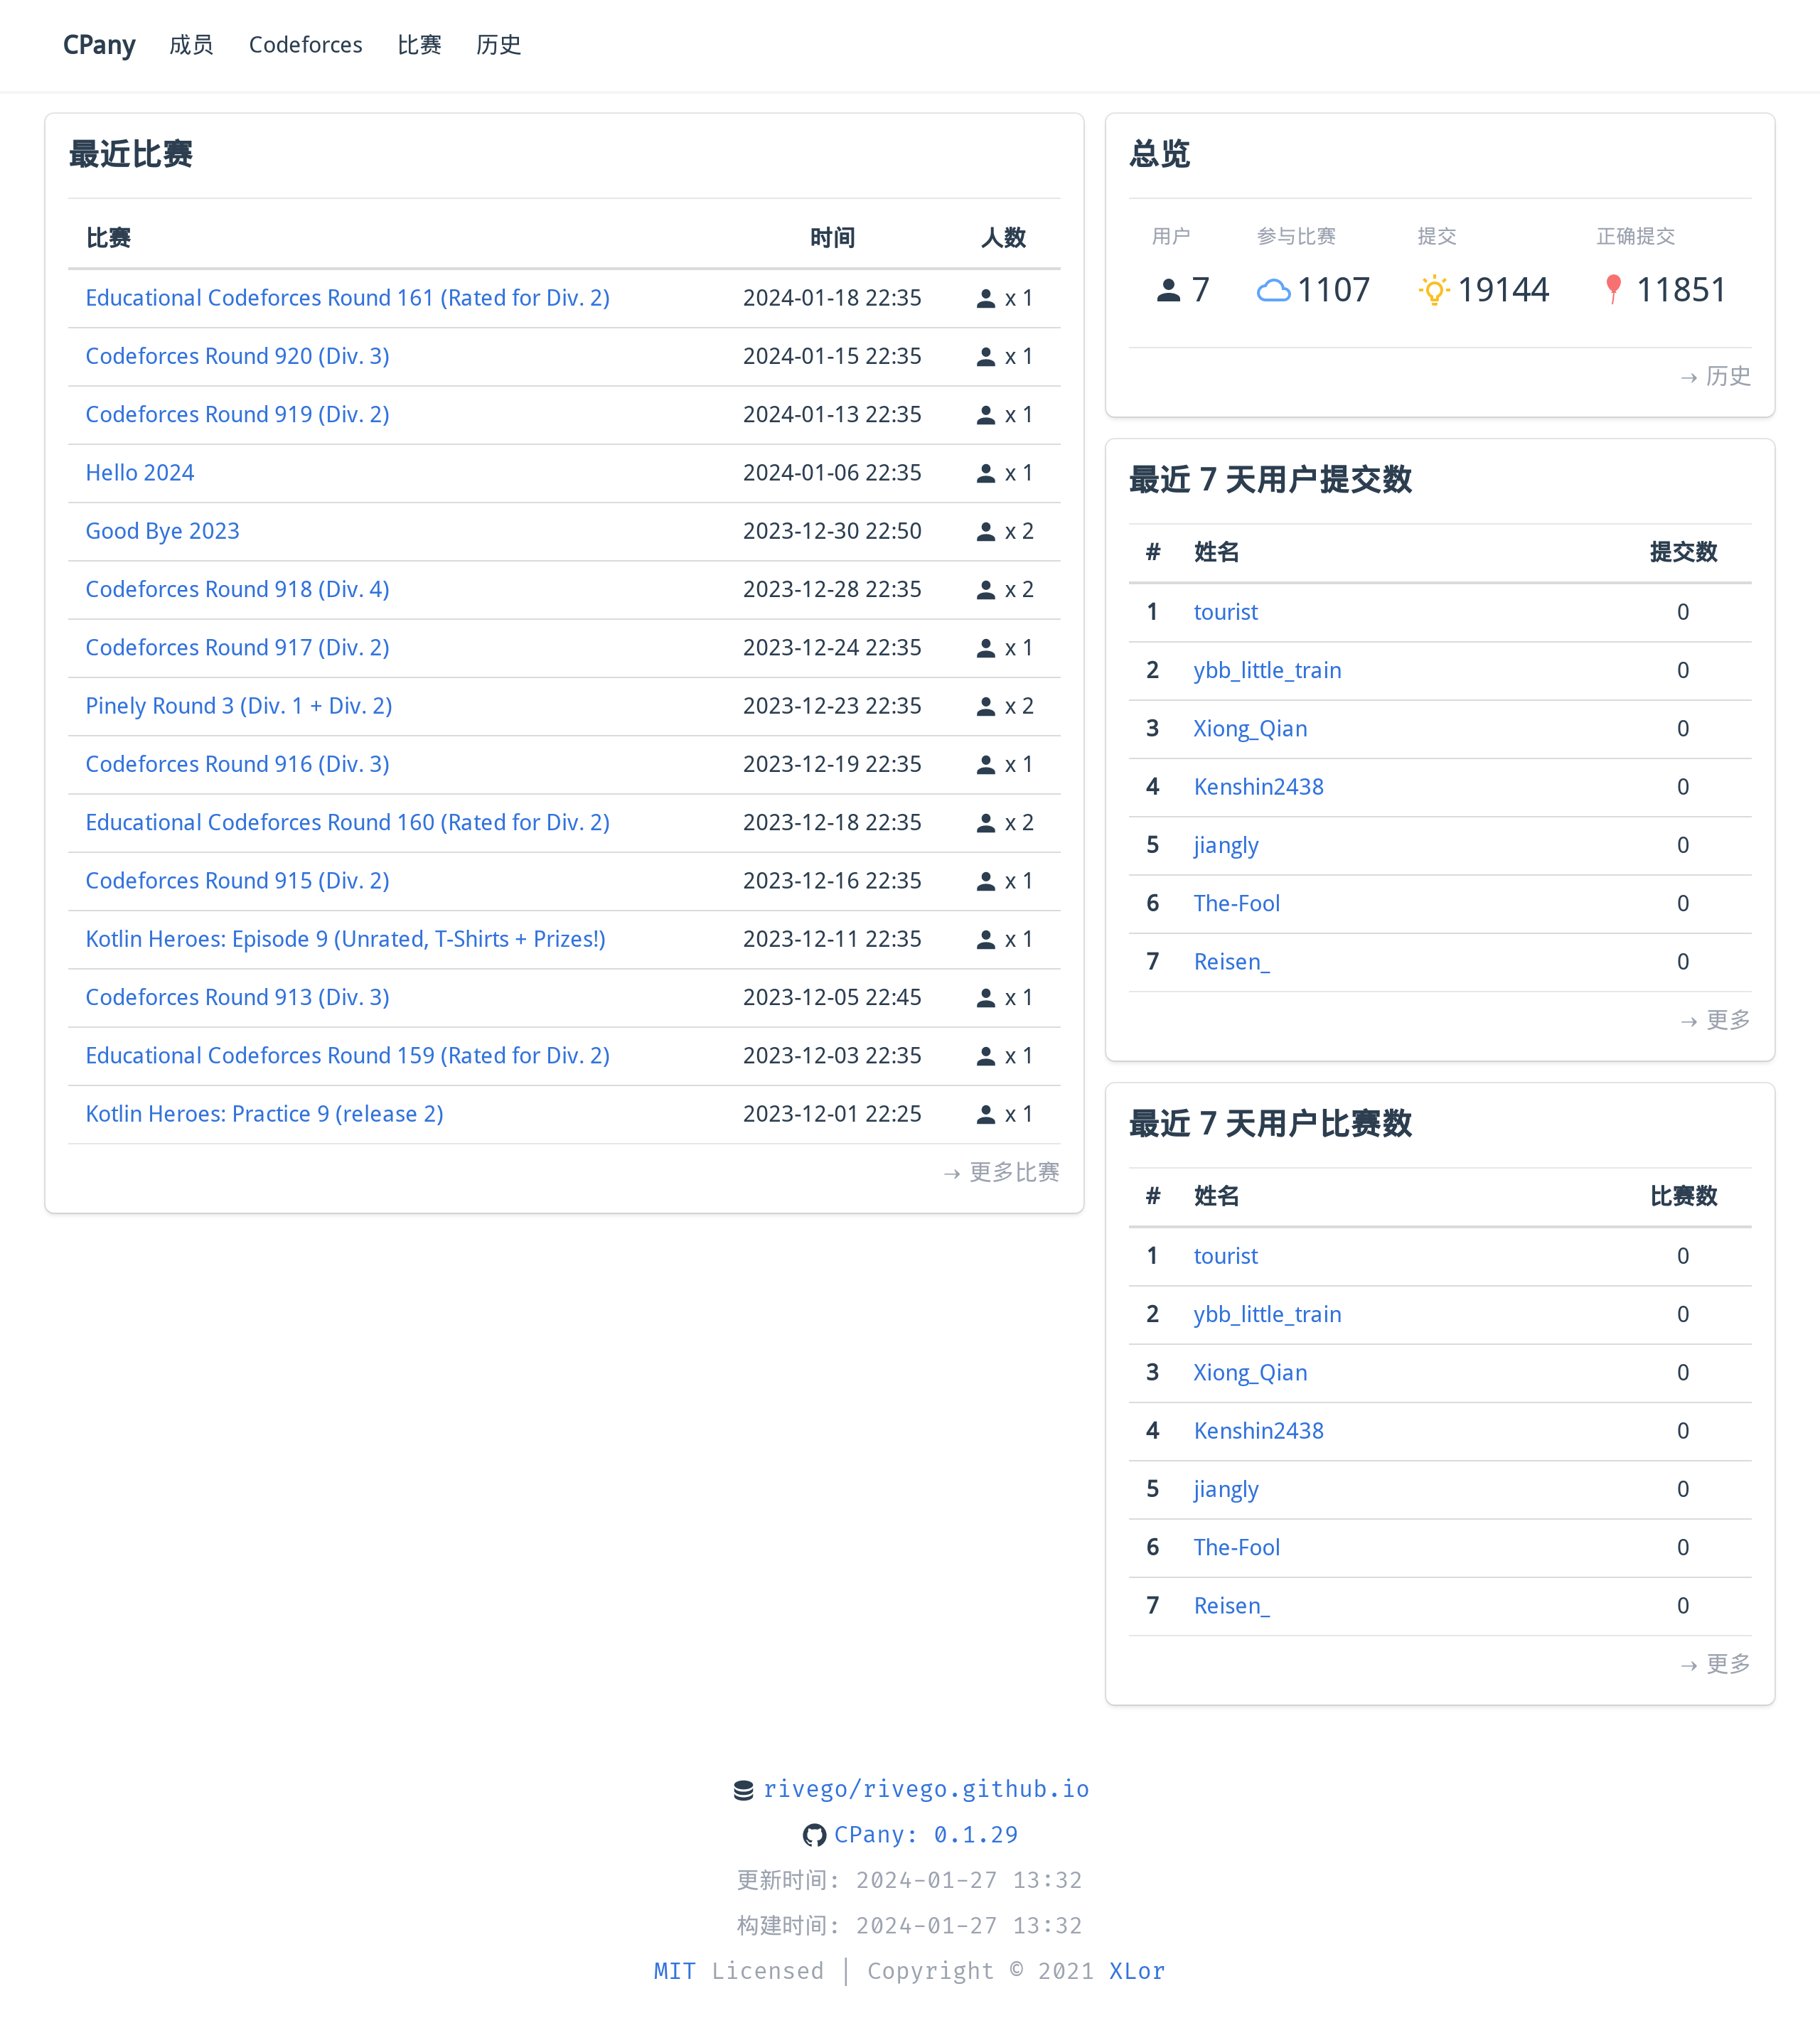 CPany 成员 Codeforces 比赛 历史
最近比赛
比赛 时间 人数
Educational Codeforces Round 161 (Rated for Div. 2) 2024-01-18 22:35 x 1
Codeforces Round 920 (Div. 3) 2024-01-15 22:35 x 1
Codeforces Round 919 (Div. 2) 2024-01-13 22:35 x 1
Hello 2024 2024-01-06 22:35 x 1
Good Bye 2023 2023-12-30 22:50 x 2
Codeforces Round 918 (Div. 4) 2023-12-28 22:35 x 2
Codeforces Round 917 (Div. 2) 2023-12-24 22:35 x 1
Pinely Round 3 (Div. 1 + Div. 2) 2023-12-23 22:35 x 2
Codeforces Round 916 (Div. 3) 2023-12-19 22:35 x 1
Educational Codeforces Round 160 (Rated for Div. 2) 2023-12-18 22:35 x 2
Codeforces Round 915 (Div. 2) 2023-12-16 22:35 x 1
Kotlin Heroes: Episode 9 (Unrated, T-Shirts + Prizes!) 2023-12-11 22:35 x 1
Codeforces Round 913 (Div. 3) 2023-12-05 22:45 x 1
Educational Codeforces Round 159 (Rated for Div. 2) 2023-12-03 22:35 x 1
Kotlin Heroes: Practice 9 (release 2) 2023-12-01 22:25 x 1
→ 更多比赛
总览
用户 参与比赛 提交 正确提交
7 1107 19144 11851
→ 历史
最近 7 天用户提交数
# 姓名 提交数
1 tourist 0
2 ybb_little_train 0
3 Xiong_Qian 0
4 Kenshin2438 0
5 jiangly 0
6 The-Fool 0
7 Reisen_ 0
→ 更多
最近 7 天用户比赛数
# 姓名 比赛数
1 tourist 0
2 ybb_little_train 0
3 Xiong_Qian 0
4 Kenshin2438 0
5 jiangly 0
6 The-Fool 0
7 Reisen_ 0
→ 更多
rivego/rivego.github.io
CPany: 0.1.29
更新时间: 2024-01-27 13:32
构建时间: 2024-01-27 13:32
MIT Licensed | Copyright © 2021 XLor